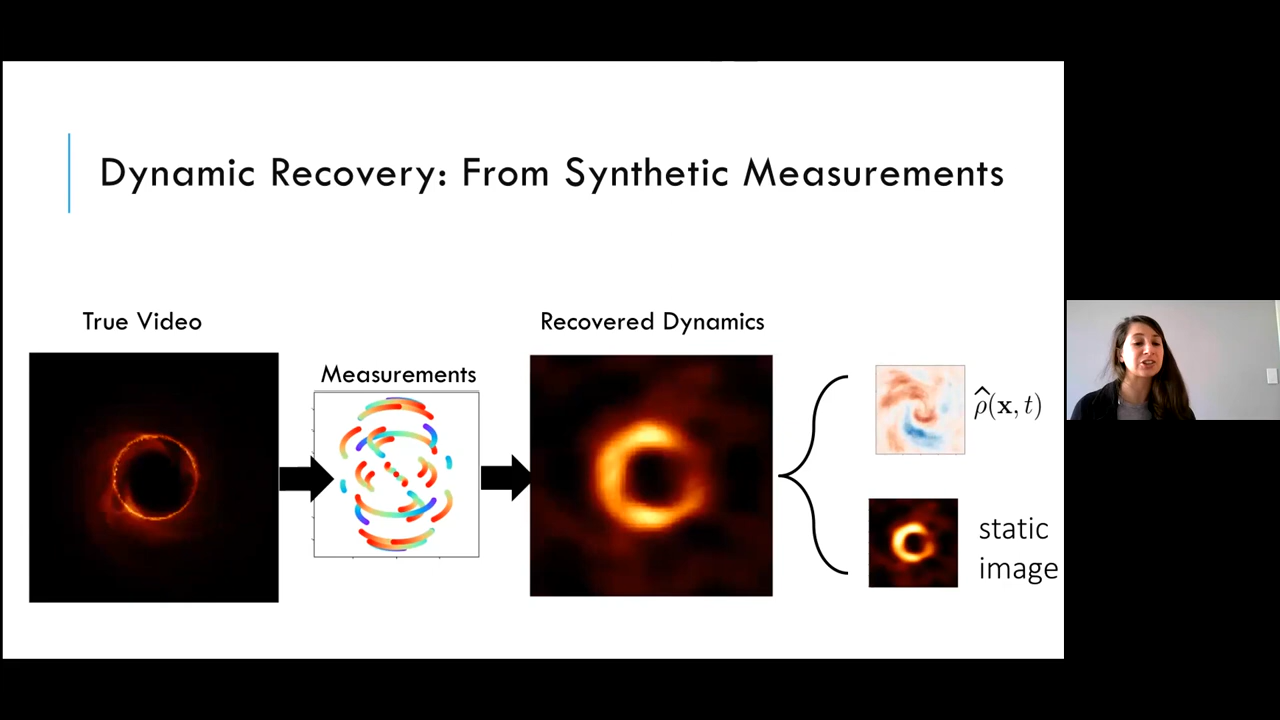 Dynamic Recovery: From Synthetic Measurements
True Video
Measurements
Recovered Dynamics
ρ̂(x, t)
static
image